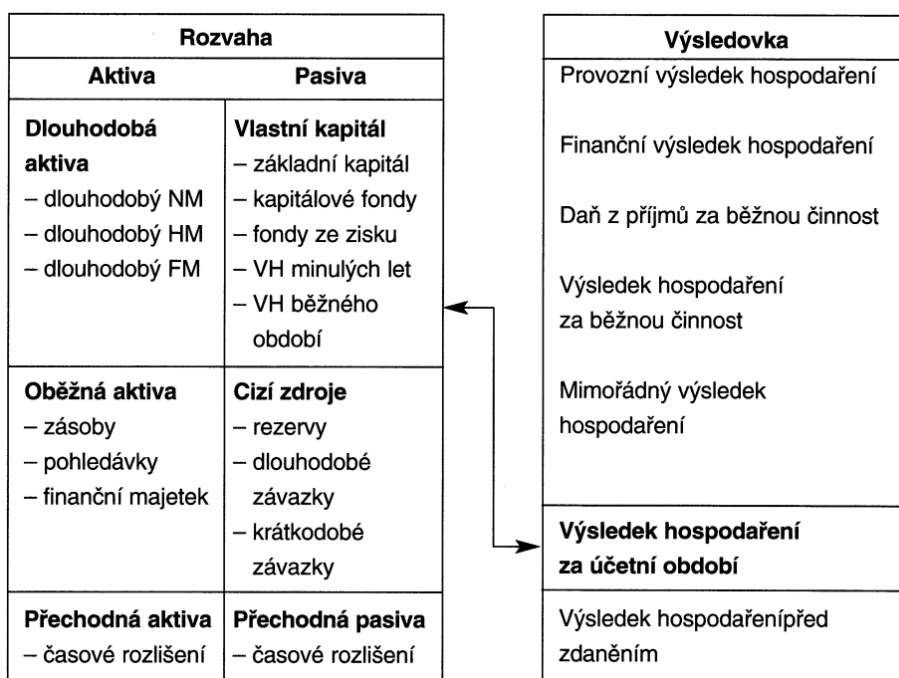 Rozvaha
Aktiva
Pasiva
Dlouhodobá
aktiva
– dlouhodobý NM
– dlouhodobý HM
– dlouhodobý FM
Vlastní kapitál
– základní kapitál
– kapitálové fondy
– fondy ze zisku
– VH minulých let
– VH běžného
období
Oběžná aktiva
– zásoby
– pohledávky
– finanční majetek
Cizí zdroje
– rezervy
– dlouhodobé
závazky
– krátkodobé
závazky
Přechodná aktiva
– časové rozlišení
Přechodná pasiva
– časové rozlišení
Výsledovka
Provozní výsledek hospodaření
Finanční výsledek hospodaření
Daň z příjmů za běžnou činnost
Výsledek hospodaření
za běžnou činnost
Mimořádný výsledek
hospodaření
Výsledek hospodaření
za účetní období
Výsledek hospodařenípřed
zdaněním